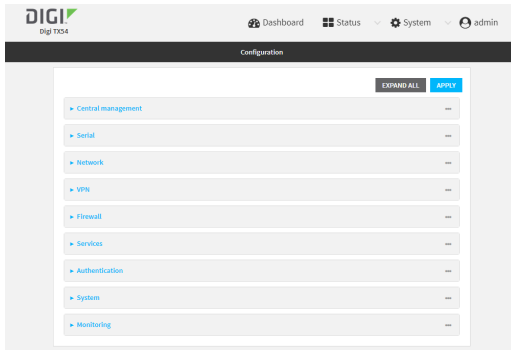 DIGI
Digi TX54
Dashboard Status System admin
Configuration
EXPAND ALL APPLY
Central management
Serial
Network
VPN
Firewall
Services
Authentication
System
Monitoring